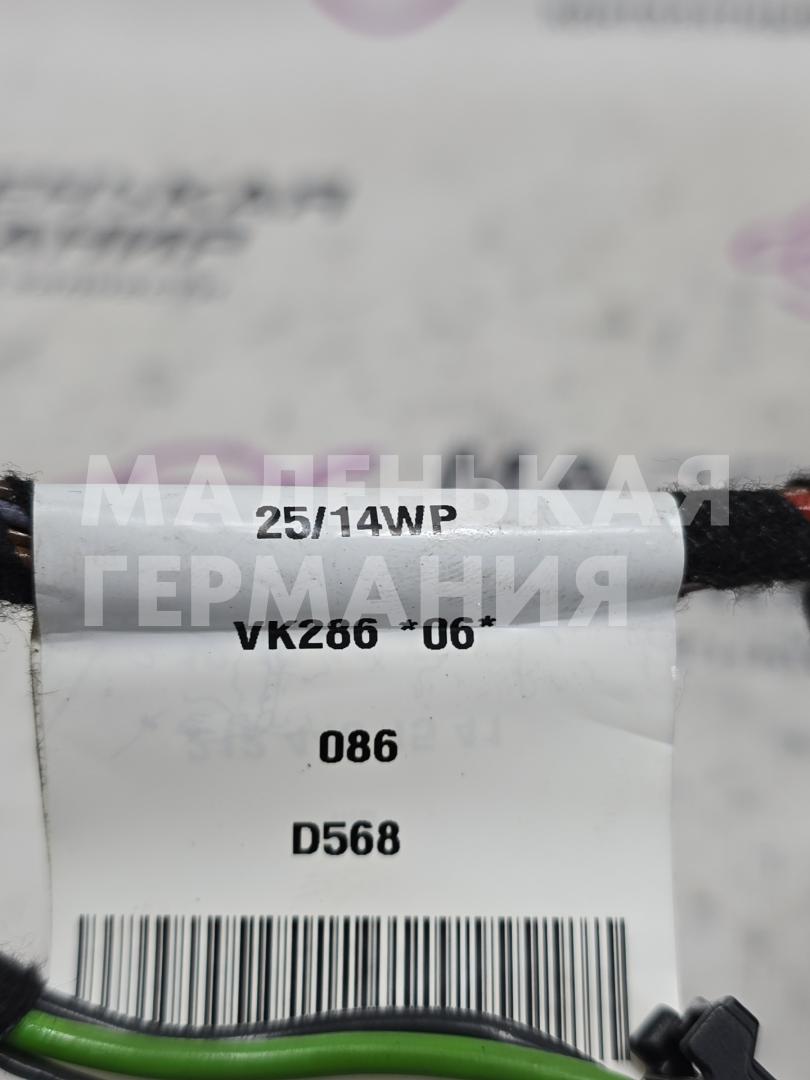 МАЛЕНЬКАЯ
ГЕРМАНИЯ
25/14WP
VK286 *06*
086
D568